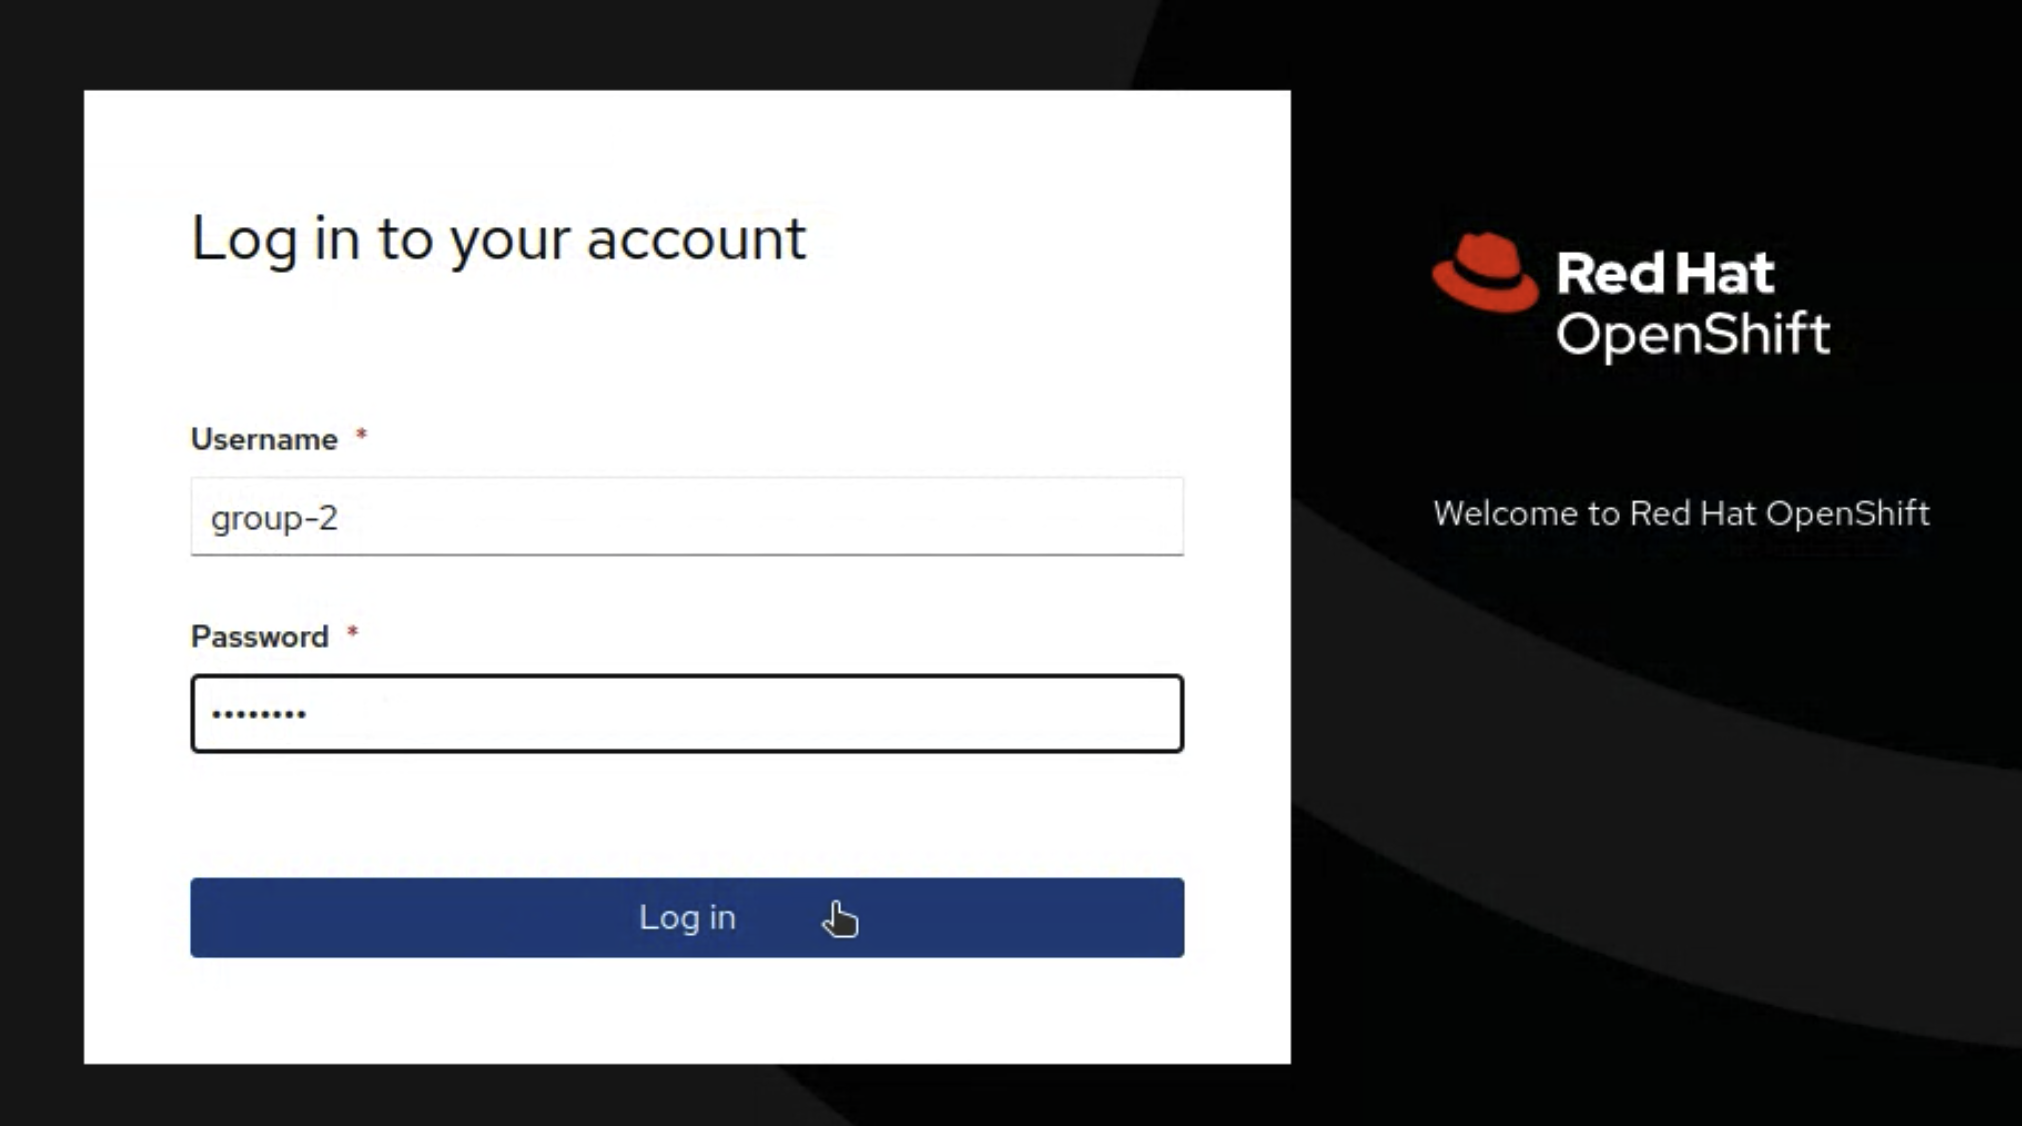 Log in to your account
Username *
group-2
Password *
••••••••
Log in
Red Hat
OpenShift
Welcome to Red Hat OpenShift